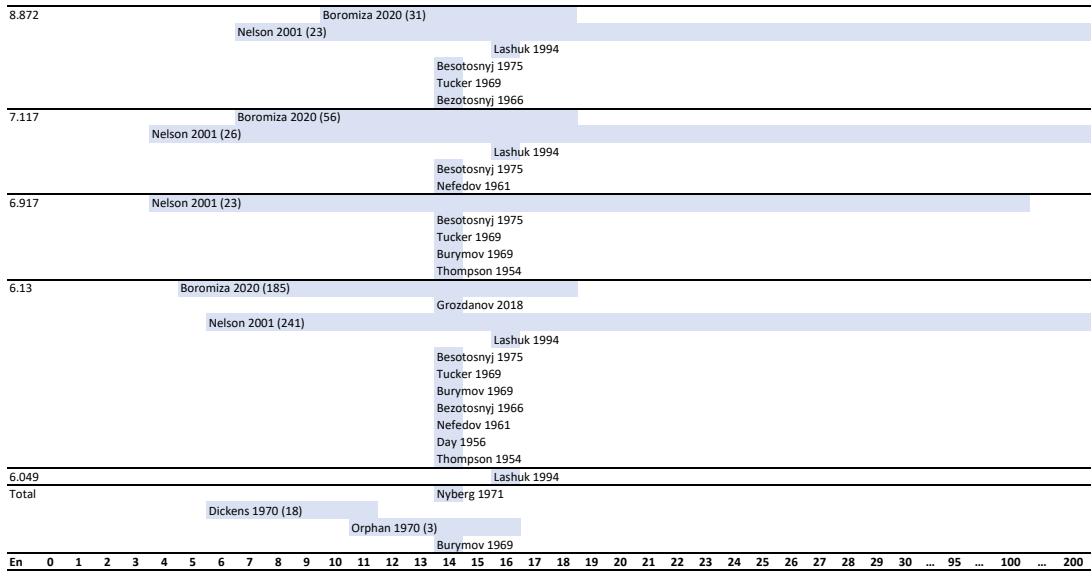 8.872 Boromiza 2020 (31)
Nelson 2001 (23)
Lashuk 1994
Besotosnyj 1975
Tucker 1969
Bezotosnyj 1966
7.117 Boromiza 2020 (56)
Nelson 2001 (26)
Lashuk 1994
Besotosnyj 1975
Nefedov 1961
6.917 Nelson 2001 (23)
Besotosnyj 1975
Tucker 1969
Burymov 1969
Thompson 1954
6.13 Boromiza 2020 (185)
Grozdanov 2018
Nelson 2001 (241)
Lashuk 1994
Besotosnyj 1975
Tucker 1969
Burymov 1969
Bezotosnyj 1966
Nefedov 1961
Day 1956
Thompson 1954
6.049 Lashuk 1994
Total Nyberg 1971
Dickens 1970 (18)
Orphan 1970 (3)
Burymov 1969
En 0 1 2 3 4 5 6 7 8 9 10 11 12 13 14 15 16 17 18 19 20 21 22 23 24 25 26 27 28 29 30 ... 95 ... 100 ... 200